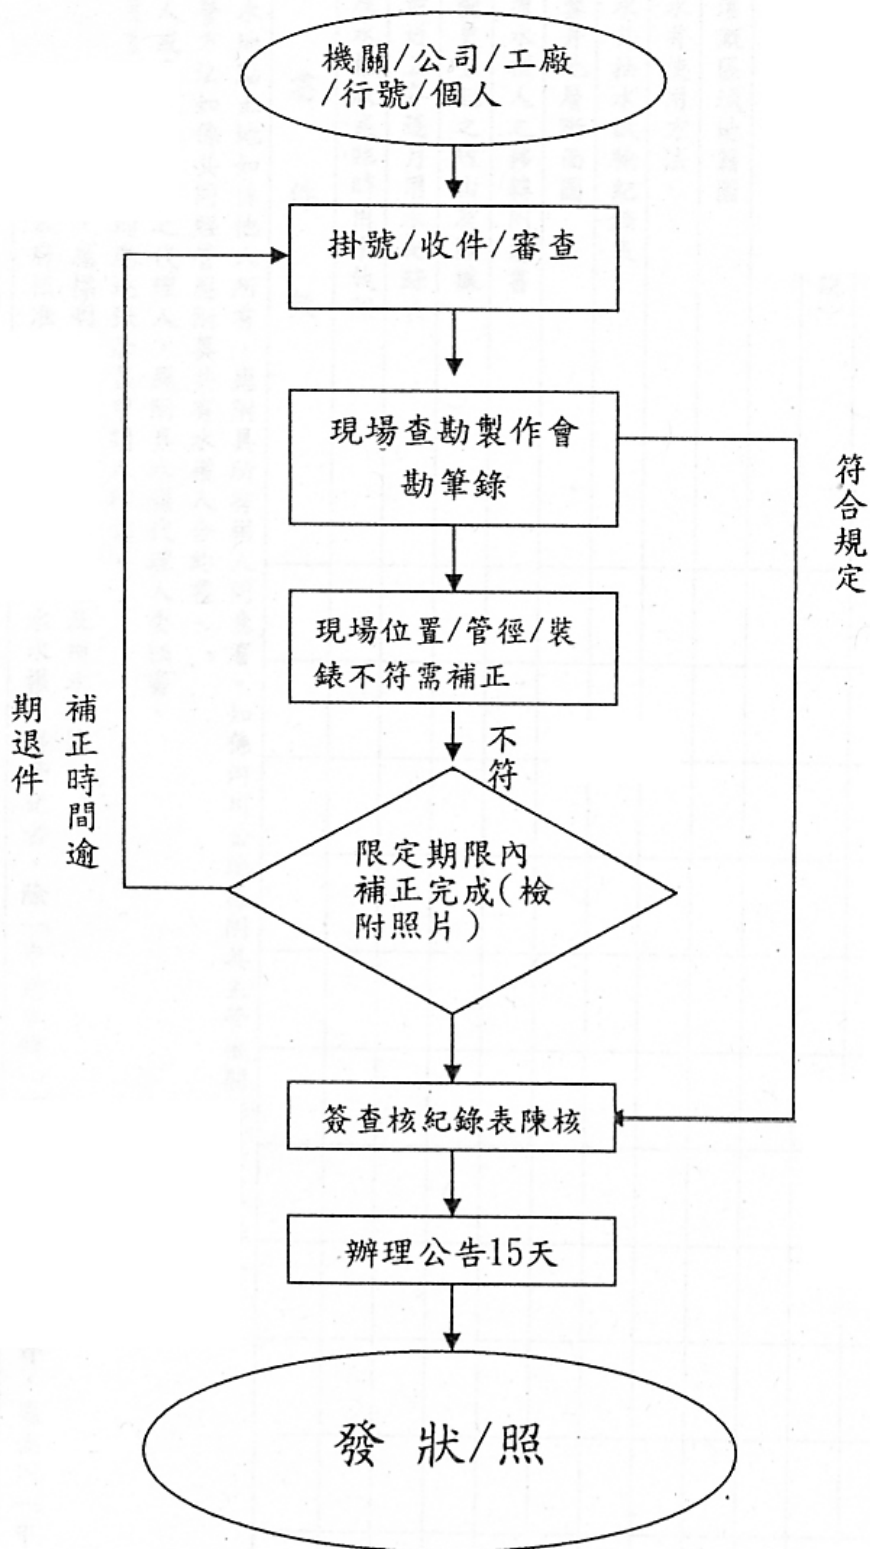 機關/公司/工廠
/行號/個人
掛號/收件/審查
現場查勘製作會
勘筆錄
符合規定
現場位置/管徑/裝
錶不符需補正
不符
補正時間逾
期退件
限定期限內
補正完成(檢
附照片)
簽查核紀錄表陳核
辦理公告15天
發 狀/照